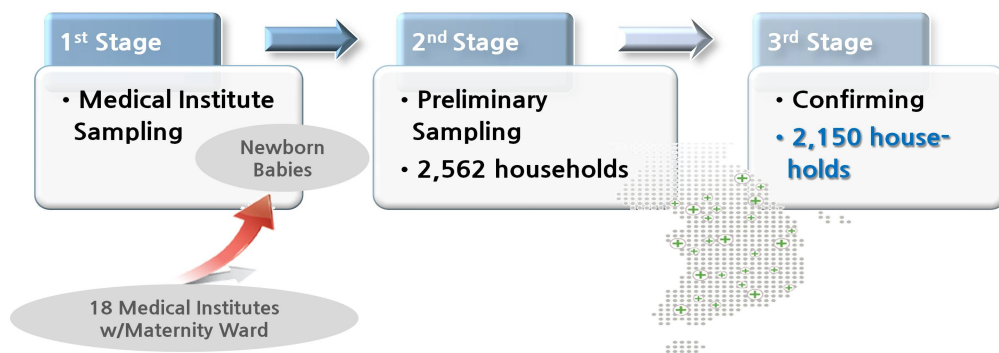 1st Stage
• Medical Institute
Sampling
Newborn
Babies
18 Medical Institutes
w/Maternity Ward
2nd Stage
• Preliminary
Sampling
• 2,562 households
3rd Stage
• Confirming
• 2,150 house-
holds